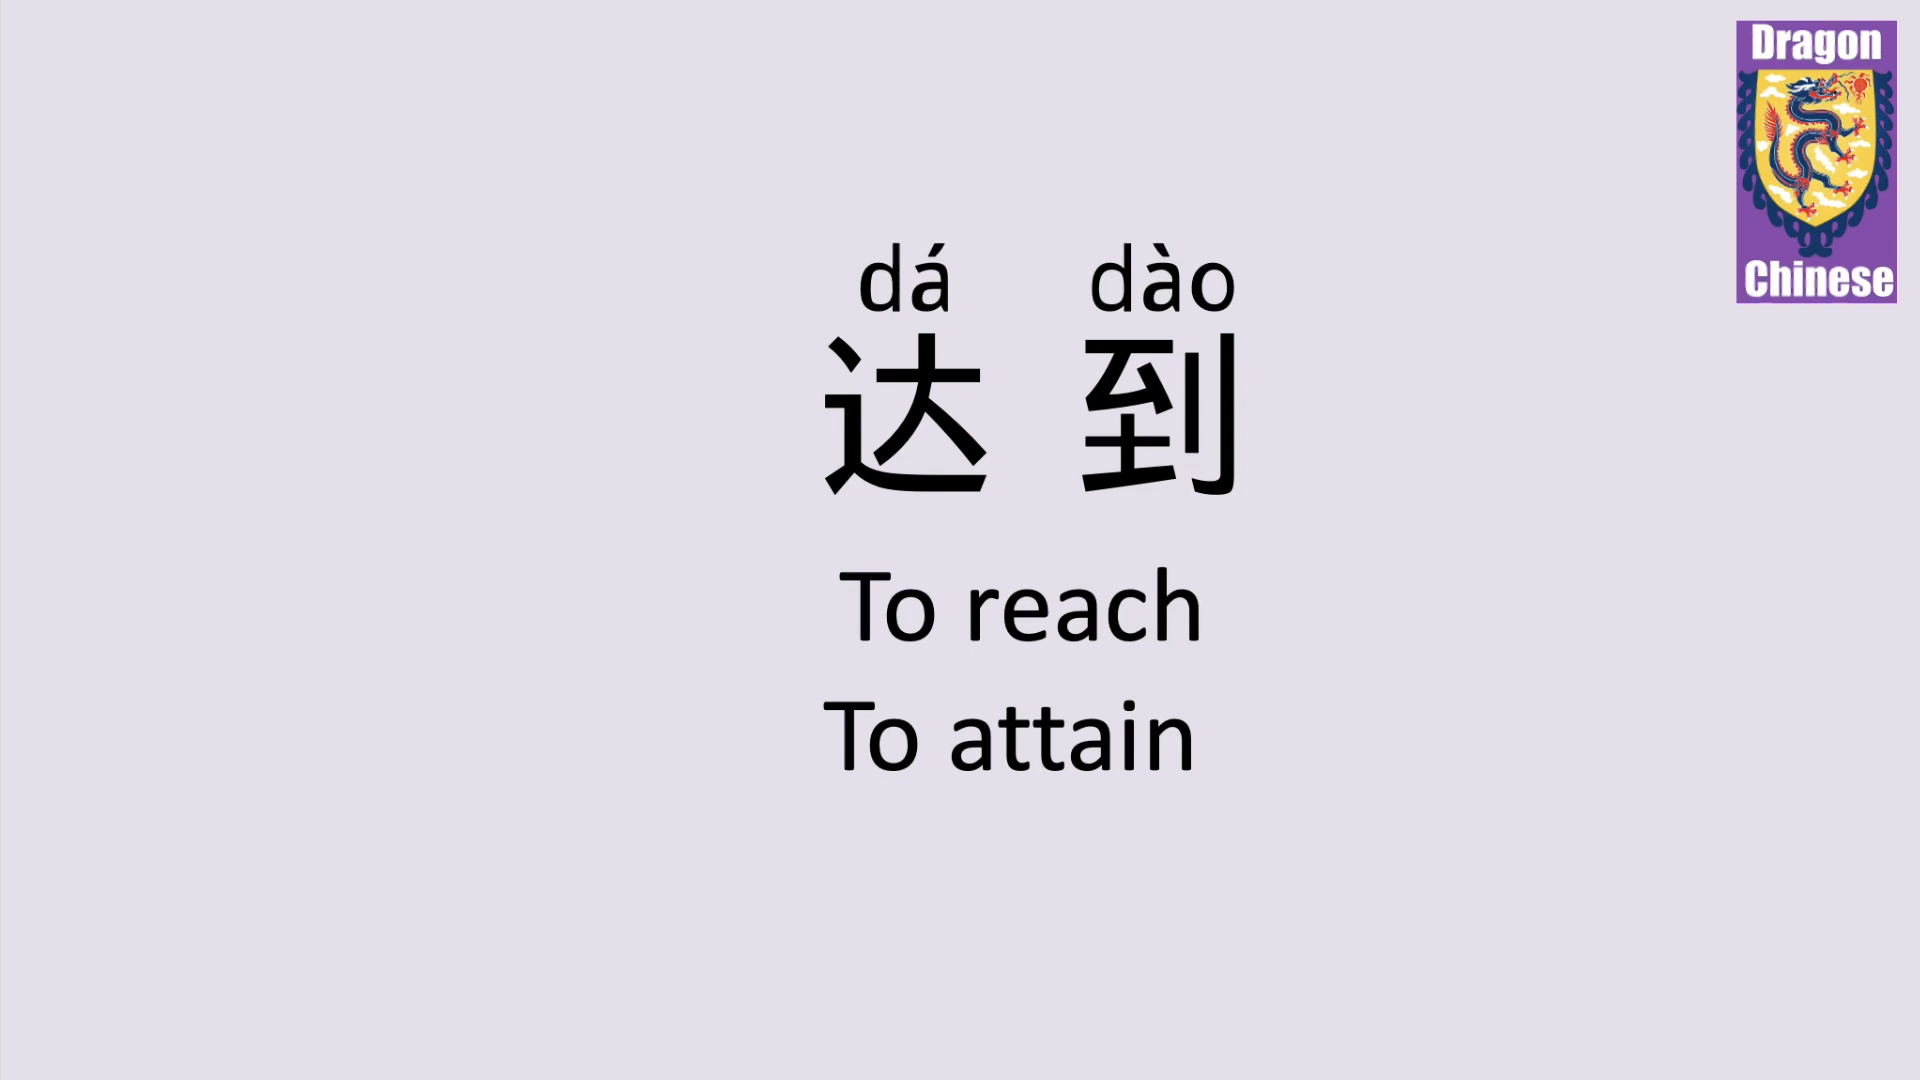 Dragon
Chinese
dá dào
达 到
To reach
To attain